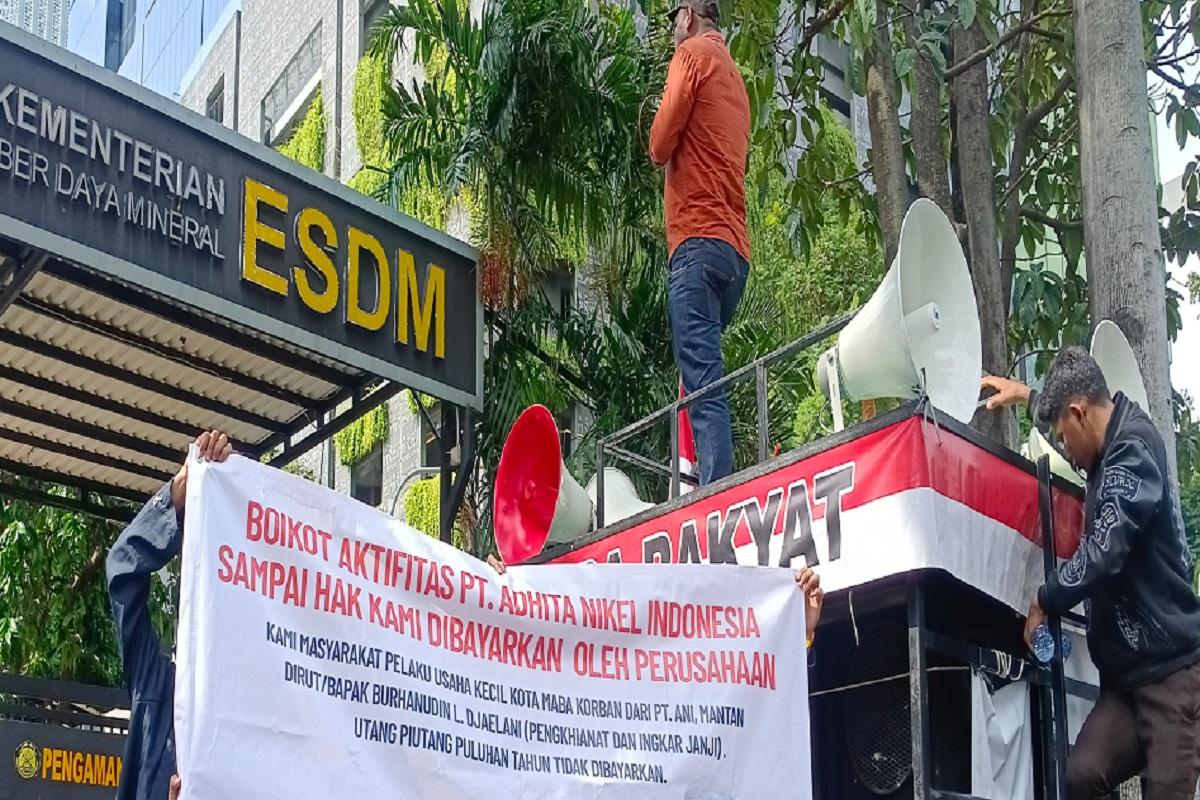 KEMENTERIAN
BER DAYA MINERAL
ESDM
RAKYAT
BOIKOT AKTIFITAS PT. ADHITA NIKEL INDONESIA
SAMPAI HAK KAMI DIBAYARKAN OLEH PERUSAHAAN
KAMI MASYARAKAT PELAKU USAHA KECIL KOTA MABA KORBAN DARI PT. ANI, MANTAN
DIRUT/BAPAK BURHANUDIN L. DJAELANI (PENGKHIANAT DAN INGKAR JANJI).
UTANG PIUTANG PULUHAN TAHUN TIDAK DIBAYARKAN.
PENGAMAN